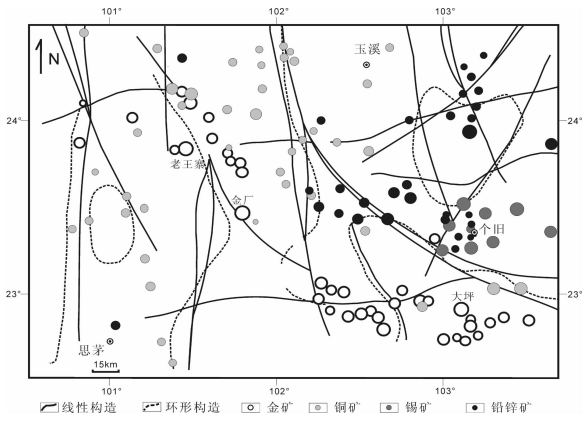 101° 102° 103°
N
玉溪
24° 24°
老王寨
金厂
个旧
23° 大坪 23°
思茅
15km
101° 102° 103°
线性构造 环形构造 金矿 铜矿 锡矿 铅锌矿